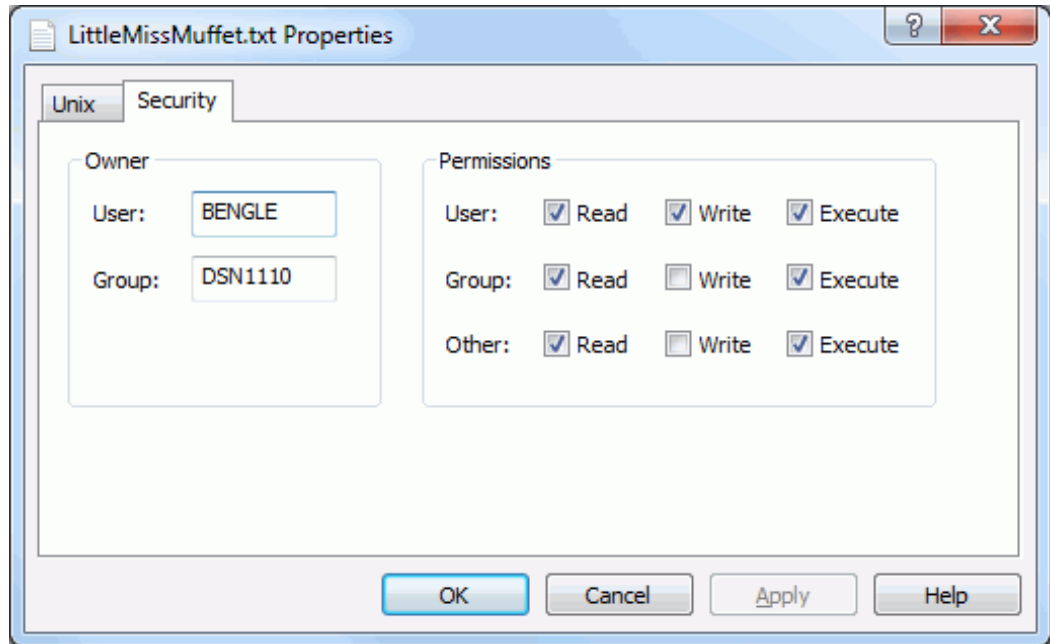 LittleMissMuffet.txt Properties
?
X
Unix Security
Owner
User: BENGLE
Group: DSN1110
Permissions
User: Read Write Execute
Group: Read Write Execute
Other: Read Write Execute
OK Cancel Apply Help